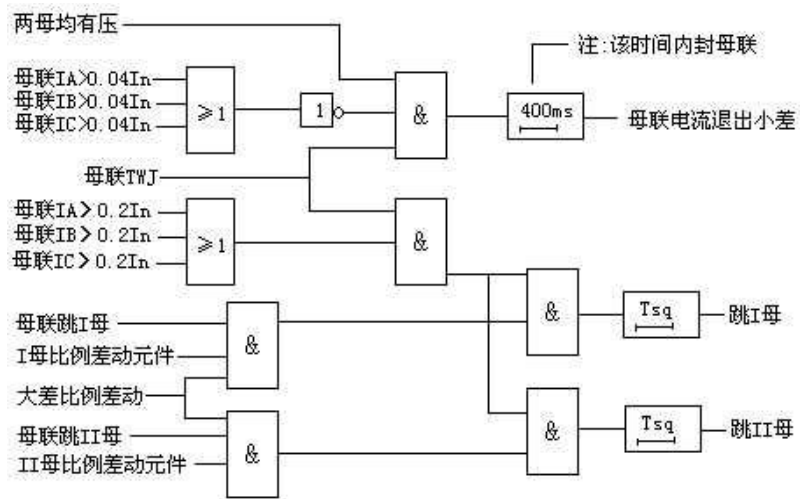 两母均有压
注:该时间内封母联
母联IA>0.04In
母联IB>0.04In
母联IC>0.04In
≥1
1
&
400ms
母联电流退出小差
母联TWJ
母联IA>0.2In
母联IB>0.2In
母联IC>0.2In
≥1
&
母联跳I母
I母比例差动元件
&
&
Tsq
跳I母
大差比例差动
母联跳II母
II母比例差动元件
&
&
Tsq
跳II母